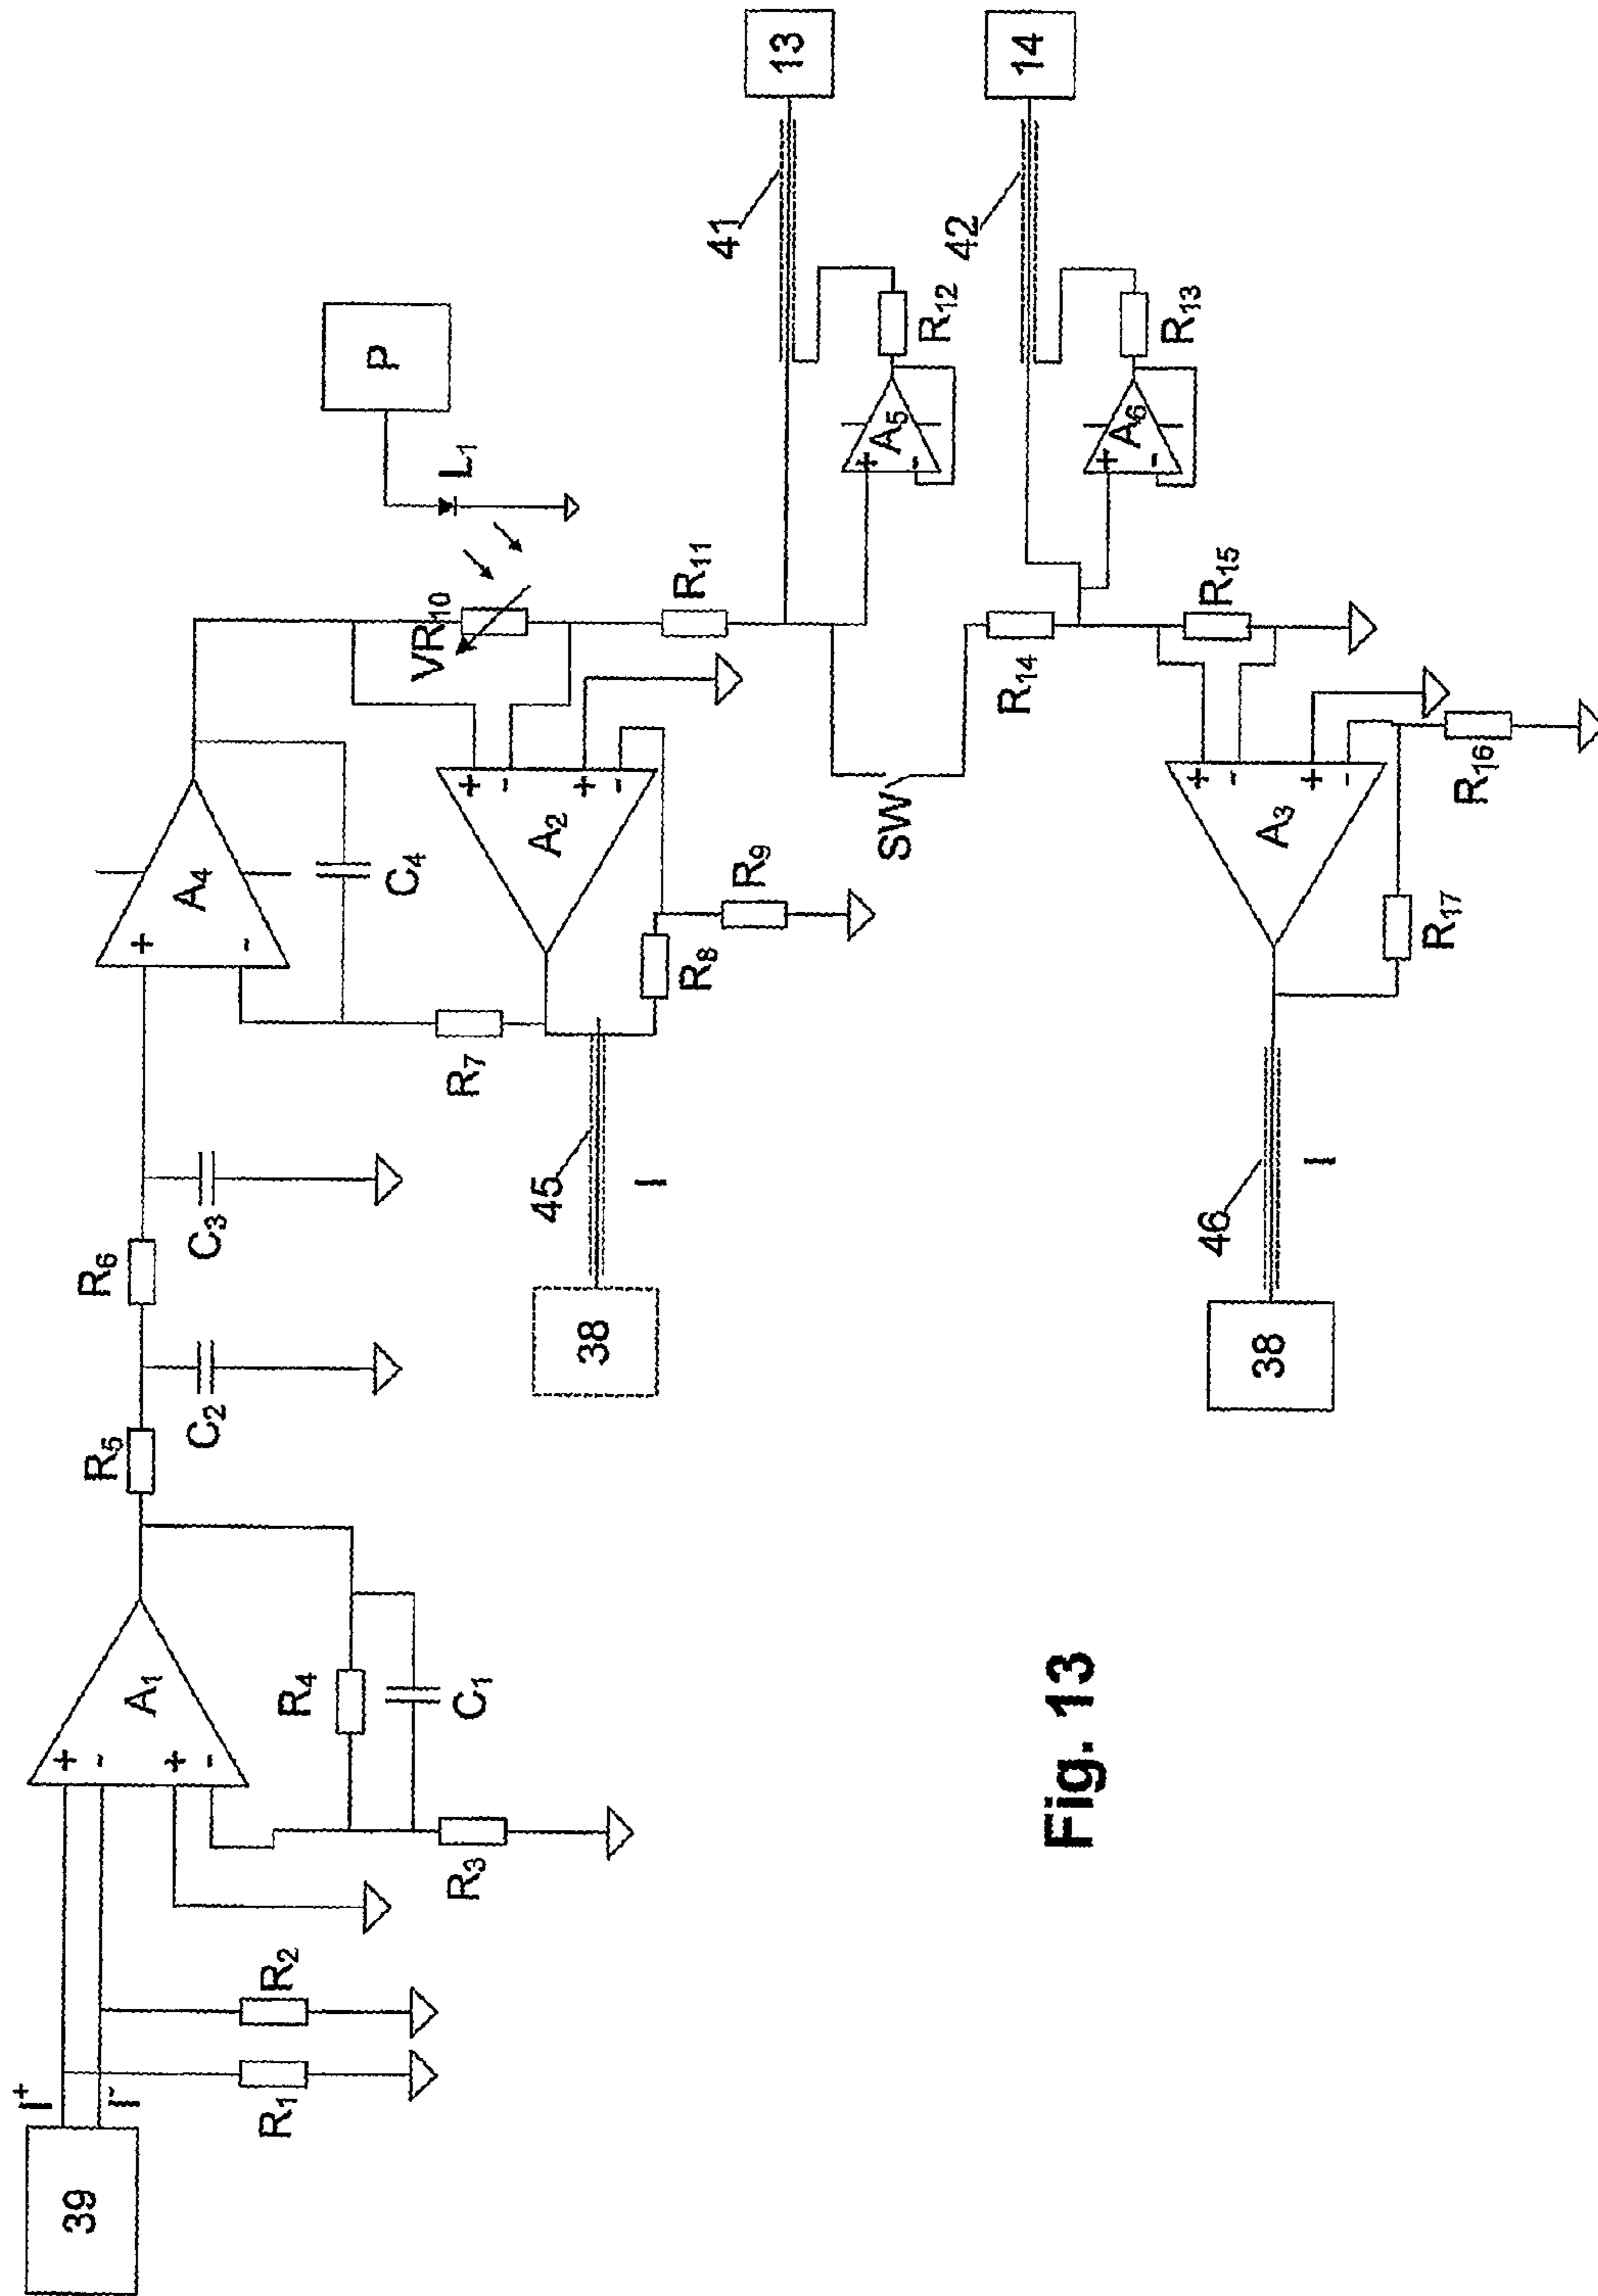 39
I⁺
I⁻
R₁
R₂
+
-
+
-
A₁
R₃
R₄
C₁
R₅
C₂
R₆
C₃
+
-
A₄
C₄
R₇
38
45
I
R₈
R₉
A₂
+
-
+
-
VR₁₀
L₁
P
R₁₁
41
13
+
-
A₅
R₁₂
SW
R₁₄
42
14
+
-
A₆
R₁₃
R₁₅
+
-
+
-
A₃
R₁₆
R₁₇
46
I
38
Fig. 13